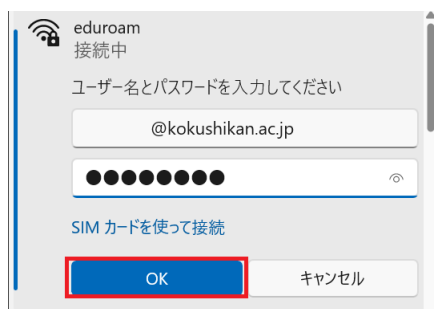 eduroam
接続中
ユーザー名とパスワードを入力してください
@kokushikan.ac.jp
●●●●●●●●
SIM カードを使って接続
OK キャンセル